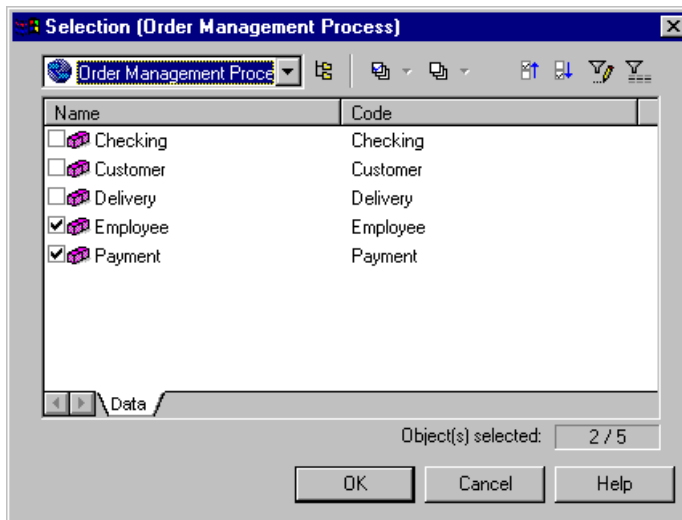 Selection (Order Management Process)
Order Management Proce
Name Code
Checking Checking
Customer Customer
Delivery Delivery
Employee Employee
Payment Payment
Data
Object(s) selected: 2 / 5
OK Cancel Help